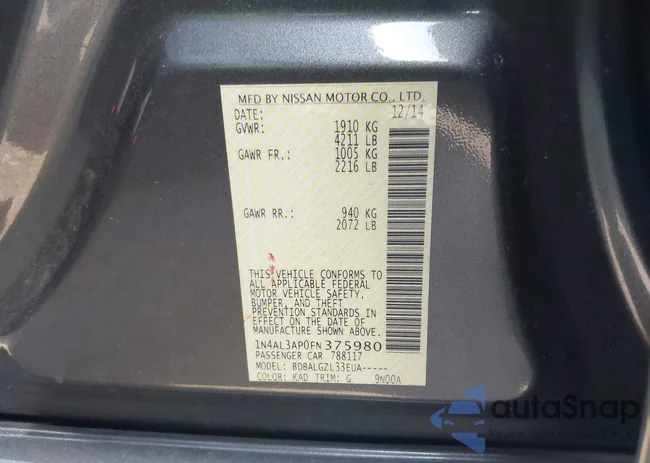 MFD BY NISSAN MOTOR CO., LTD.
DATE: 12/14
GVWR: 1910 KG
4211 LB
GAWR FR.: 1005 KG
2216 LB
GAWR RR.: 940 KG
2072 LB
THIS VEHICLE CONFORMS TO
ALL APPLICABLE FEDERAL
MOTOR VEHICLE SAFETY,
BUMPER, AND THEFT
PREVENTION STANDARDS IN
EFFECT ON THE DATE OF
MANUFACTURE SHOWN ABOVE.
1N4AL3AP0FN375980
PASSENGER CAR 788117
MODEL: BDBALGZL33EUA-----
COLOR: KAD TRIM: G 9N00A
autaSnap